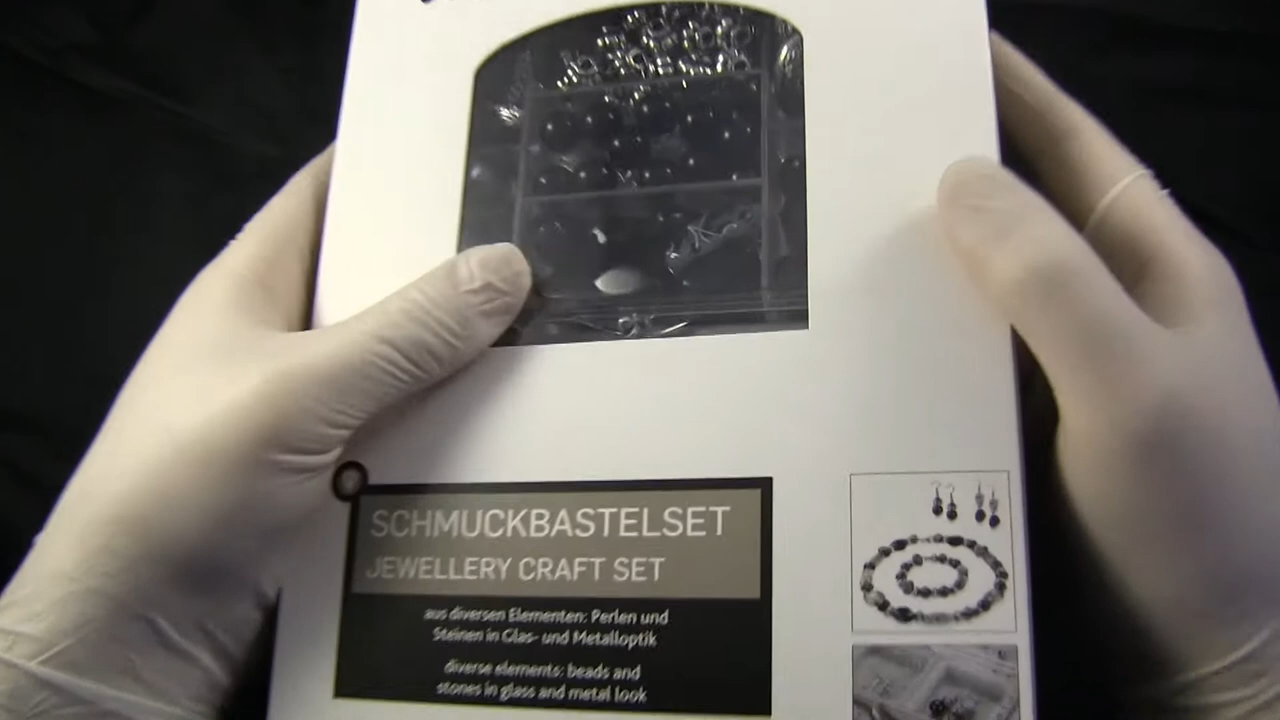 SCHMUCKBASTELSET
JEWELLERY CRAFT SET
aus diversen Elementen: Perlen und
Steinen in Glas- und Metalloptik
diverse elements: beads and
stones in glass and metal look